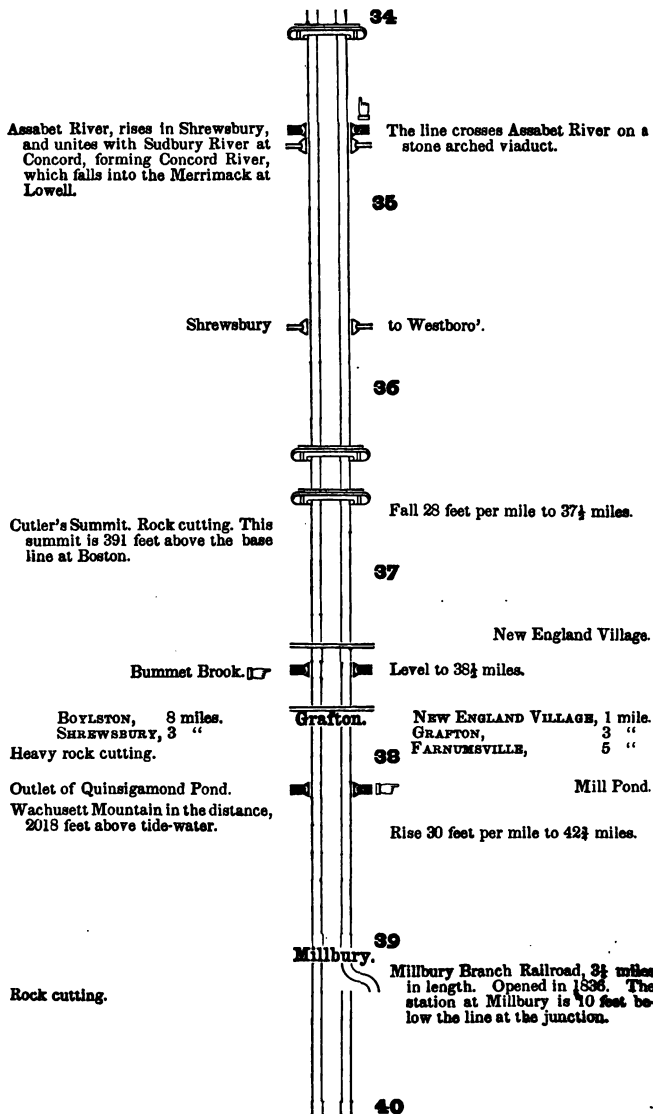 34
Assabet River, rises in Shrewsbury,
and unites with Sudbury River at
Concord, forming Concord River,
which falls into the Merrimack at
Lowell.
The line crosses Assabet River on a
stone arched viaduct.
35
Shrewsbury
to Westboro'.
36
Fall 28 feet per mile to 37½ miles.
Cutler's Summit. Rock cutting. This
summit is 391 feet above the base
line at Boston.
37
New England Village.
Bummet Brook.
Level to 38½ miles.
BOYLSTON, 8 miles.
SHREWSBURY, 3 “
Grafton.
NEW ENGLAND VILLAGE, 1 mile.
GRAFTON, 3 “
FARNUMSVILLE, 5 “
Heavy rock cutting.
38
Outlet of Quinsigamond Pond.
Mill Pond.
Wachusett Mountain in the distance,
2018 feet above tide-water.
Rise 30 feet per mile to 42¾ miles.
39
Millbury.
Millbury Branch Railroad, miles
in length. Opened in 1836. The
station at Millbury is 10 feet be-
low the line at the junction.
Rock cutting.
40